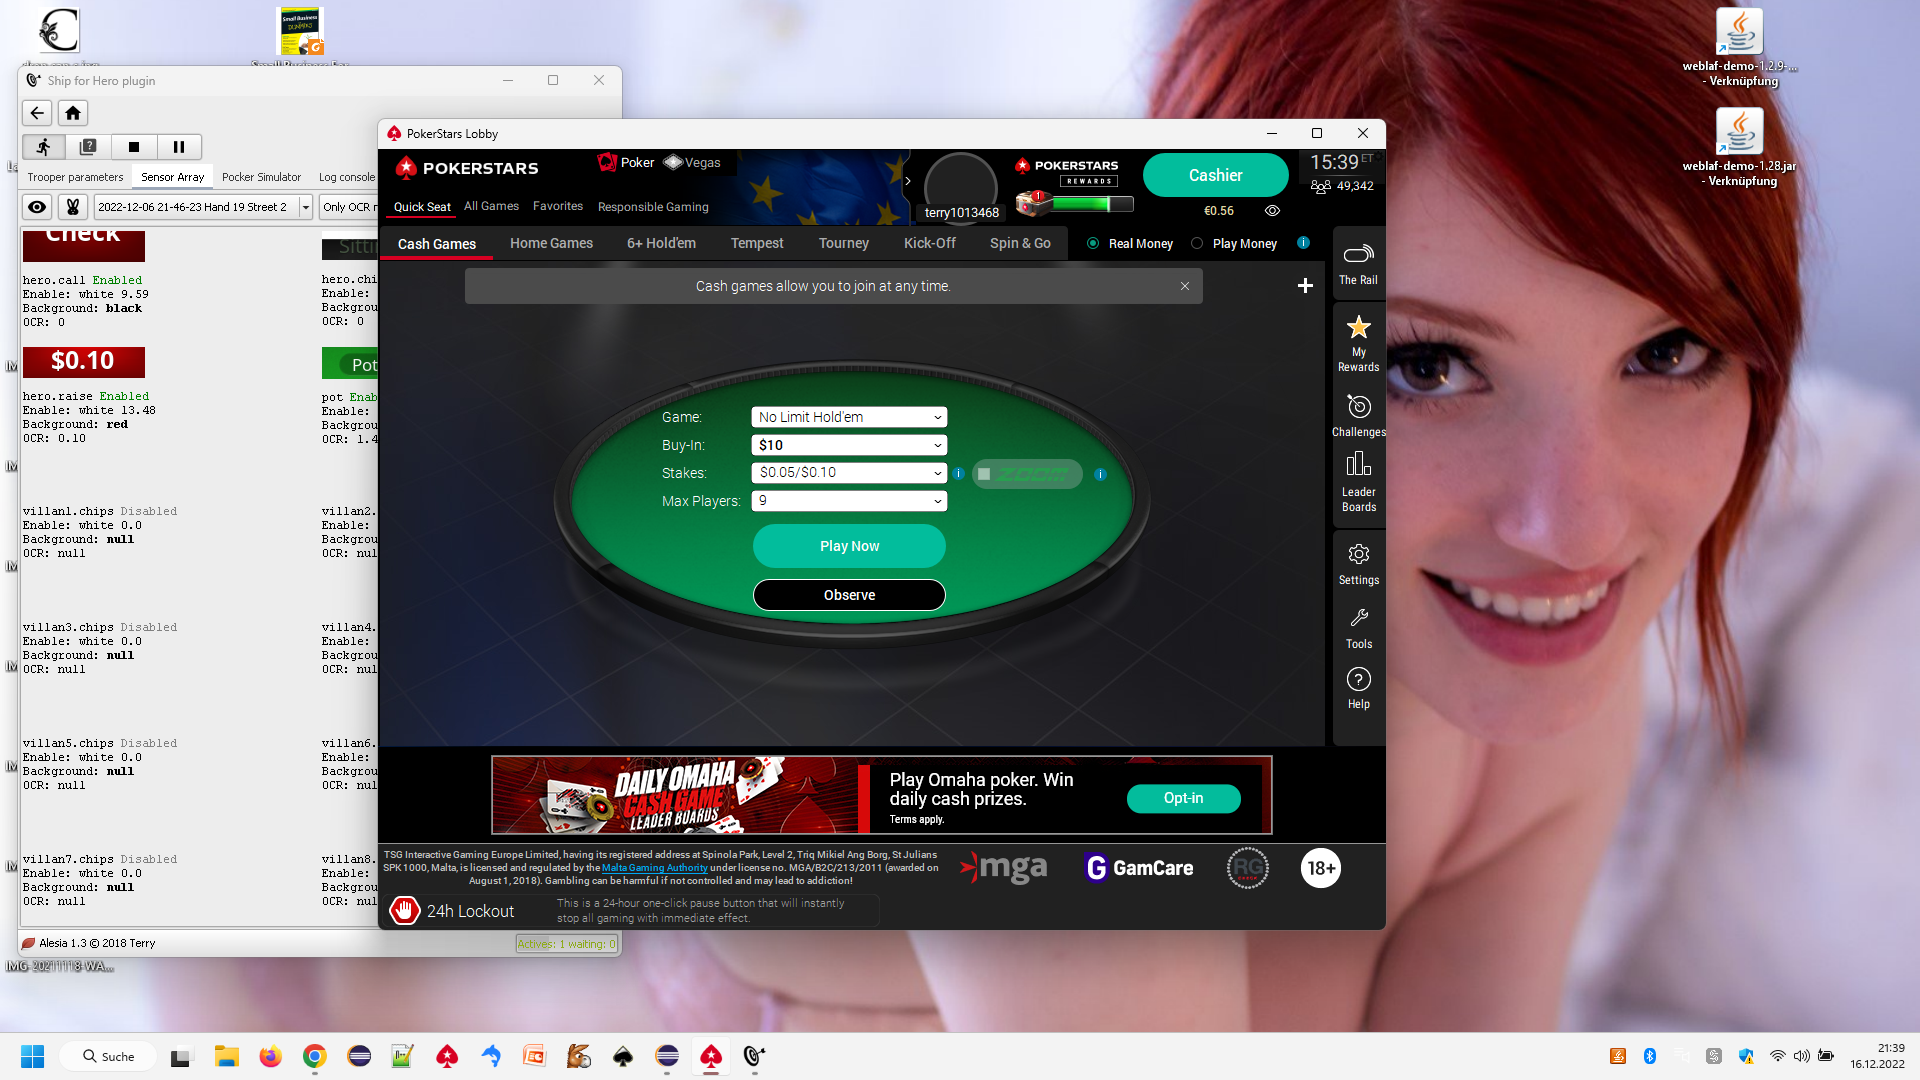 weblaf-demo-1.2.9-...
- Verknüpfung
weblaf-demo-1.28.jar
- Verknüpfung
Ship for Hero plugin
Trooper parameters
Sensor Array
Pocker Simulator
Log console
2022-12-06 21-46-23 Hand 19 Street 2
Only OCR
Check
hero.call Enabled
Enable: white 9.59
Background: black
OCR: 0
hero.chi
Enable:
Backgrou
OCR: 0
$0.10
Pot
hero.raise Enabled
Enable: white 13.48
Background: red
OCR: 0.10
pot Enab
Enable:
Backgrou
OCR: 1.4
villan1.chips Disabled
Enable: white 0.0
Background: null
OCR: null
villan2.
Enable:
Backgrou
OCR: nul
villan3.chips Disabled
Enable: white 0.0
Background: null
OCR: null
villan4.
Enable:
Backgrou
OCR: nul
villan5.chips Disabled
Enable: white 0.0
Background: null
OCR: null
villan6.
Enable:
Backgrou
OCR: nul
villan7.chips Disabled
Enable: white 0.0
Background: null
OCR: null
villan8.
Enable:
Backgrou
OCR: nul
Alesia 1.3 © 2018 Terry
Actives: 1 waiting: 0
IMG-20211118-WA...
PokerStars Lobby
POKERSTARS
Poker
Vegas
Quick Seat
All Games
Favorites
Responsible Gaming
terry1013468
POKERSTARS
REWARDS
1
Cashier
€0.56
15:39 ET
49,342
Cash Games
Home Games
6+ Hold'em
Tempest
Tourney
Kick-Off
Spin & Go
Real Money
Play Money
Cash games allow you to join at any time.
Game:
No Limit Hold'em
Buy-In:
$10
Stakes:
$0.05/$0.10
ZOOM
Max Players:
9
Play Now
Observe
The Rail
My
Rewards
Challenges
Leader
Boards
Settings
Tools
Help
DAILY OMAHA
CASH GAME
LEADER BOARDS
Play Omaha poker. Win
daily cash prizes.
Terms apply.
Opt-in
TSG Interactive Gaming Europe Limited, having its registered address at Spinola Park, Level 2, Triq Mikiel Ang Borg, St Julians
SPK 1000, Malta, is licensed and regulated by the Malta Gaming Authority under license no. MGA/B2C/213/2011 (awarded on
August 1, 2018). Gambling can be harmful if not controlled and may lead to addiction!
mga
GamCare
RG
18+
24h Lockout
This is a 24-hour one-click pause button that will instantly
stop all gaming with immediate effect.
Suche
21:39
16.12.2022